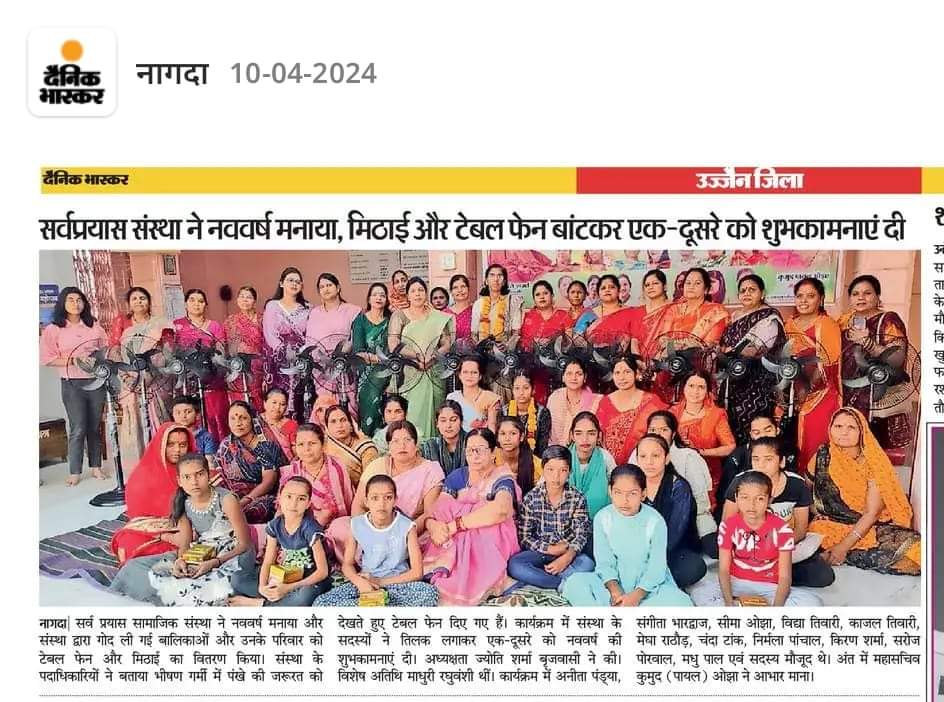 दैनिक
भास्कर
नागदा 10-04-2024
दैनिक भास्कर
उज्जैन जिला
सर्वप्रयास संस्था ने नववर्ष मनाया, मिठाई और टेबल फेन बांटकर एक-दूसरे को शुभकामनाएं दी
नागदा| सर्व प्रयास सामाजिक संस्था ने नववर्ष मनाया और
संस्था द्वारा गोद ली गई बालिकाओं और उनके परिवार को
टेबल फेन और मिठाई का वितरण किया। संस्था के
पदाधिकारियों ने बताया भीषण गर्मी में पंखे की जरूरत को
देखते हुए टेबल फेन दिए गए हैं। कार्यक्रम में संस्था के
सदस्यों ने तिलक लगाकर एक-दूसरे को नववर्ष की
शुभकामनाएं दी। अध्यक्षता ज्योति शर्मा बृजवासी ने की।
विशेष अतिथि माधुरी रघुवंशी थीं। कार्यक्रम में अनीता पंड्या,
संगीता भारद्वाज, सीमा ओझा, विद्या तिवारी, काजल तिवारी,
मेघा राठौड़, चंदा टांक, निर्मला पांचाल, किरण शर्मा, सरोज
पोरवाल, मधु पाल एवं सदस्य मौजूद थे। अंत में महासचिव
कुमुद (पायल) ओझा ने आभार माना।